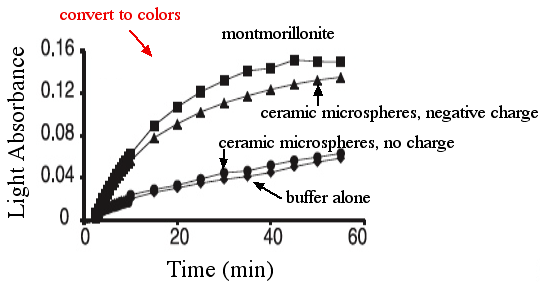 convert to colors
montmorillonite
0.16
0.12
0.08
0.04
0
Light Absorbance
ceramic microspheres, negative charge
ceramic microspheres, no charge
buffer alone
0
20
40
60
Time (min)